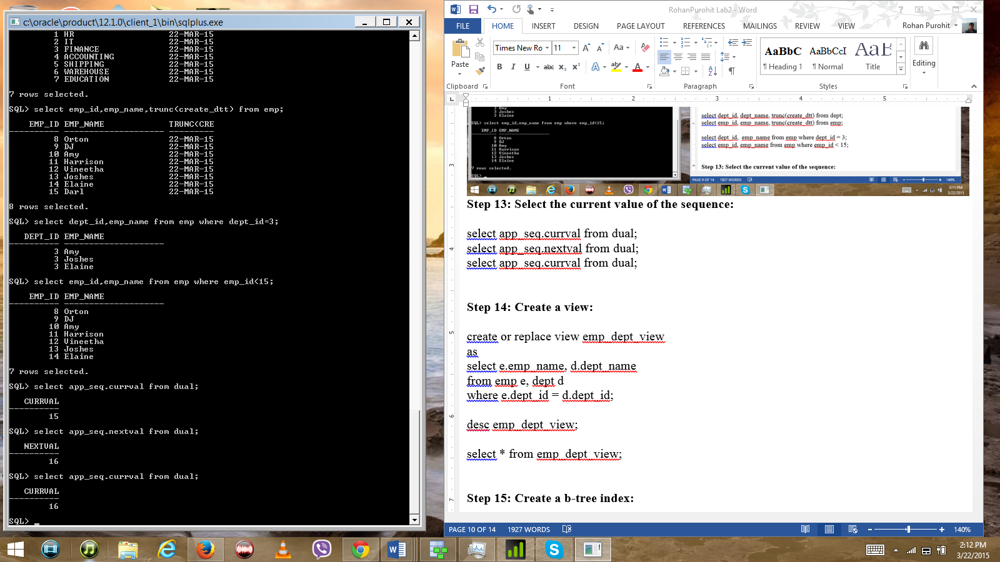 c:\oracle\product\12.1.0\client_1\bin\sqlplus.exe
1 HR 22-MAR-15
2 IT 22-MAR-15
3 FINANCE 22-MAR-15
4 ACCOUNTING 22-MAR-15
5 SHIPPING 22-MAR-15
6 WAREHOUSE 22-MAR-15
7 EDUCATION 22-MAR-15
7 rows selected.
SQL> select emp_id,emp_name,trunc(create_dtt) from emp;
EMP_ID EMP_NAME TRUNC(CRE
---------- -------------------- ---------
8 Orton 22-MAR-15
9 DJ 22-MAR-15
10 Amy 22-MAR-15
11 Harrison 22-MAR-15
12 Vineetha 22-MAR-15
13 Joshes 22-MAR-15
14 Elaine 22-MAR-15
15 Darl 22-MAR-15
8 rows selected.
SQL> select dept_id,emp_name from emp where dept_id=3;
DEPT_ID EMP_NAME
---------- --------------------
3 Amy
3 Joshes
3 Elaine
SQL> select emp_id,emp_name from emp where emp_id<15;
EMP_ID EMP_NAME
---------- --------------------
8 Orton
9 DJ
10 Amy
11 Harrison
12 Vineetha
13 Joshes
14 Elaine
7 rows selected.
SQL> select app_seq.currval from dual;
CURRVAL
----------
15
SQL> select app_seq.nextval from dual;
NEXTVAL
----------
16
SQL> select app_seq.currval from dual;
CURRVAL
----------
16
SQL> _
RohanPurohit Lab2 - Word
FILE HOME INSERT DESIGN PAGE LAYOUT REFERENCES MAILINGS REVIEW VIEW Rohan Purohit
Times New Ro 11
Paste
B I U abc x₂ x²
AaBbC AaBbCcI AaB
¶ Heading 1 ¶ Normal Title
Editing
Clipboard Font Paragraph Styles
1 2 3 4 5
3 Amy
3 Joshes
3 Elaine
SQL> select emp_id,emp_name from emp where emp_id<15;
EMP_ID EMP_NAME
8 Orton
9 DJ
10 Amy
11 Harrison
12 Vineetha
13 Joshes
14 Elaine
7 rows selected.
SQL> _
select dept_id, dept_name, trunc(create_dtt) from dept;
select emp_id, emp_name, trunc(create_dtt) from emp;
select dept_id, emp_name from emp where dept_id = 3;
select emp_id, emp_name from emp where emp_id < 15;
Step 13: Select the current value of the sequence:
PAGE 9 OF 14 1927 WORDS 140%
2:11 PM
3/22/2015
Step 13: Select the current value of the sequence:
select app_seq.currval from dual;
select app_seq.nextval from dual;
select app_seq.currval from dual;
Step 14: Create a view:
create or replace view emp_dept_view
as
select e.emp_name, d.dept_name
from emp e, dept d
where e.dept_id = d.dept_id;
desc emp_dept_view;
select * from emp_dept_view;
Step 15: Create a b-tree index:
3
4
5
6
7
PAGE 10 OF 14 1927 WORDS 140%
2:12 PM
3/22/2015